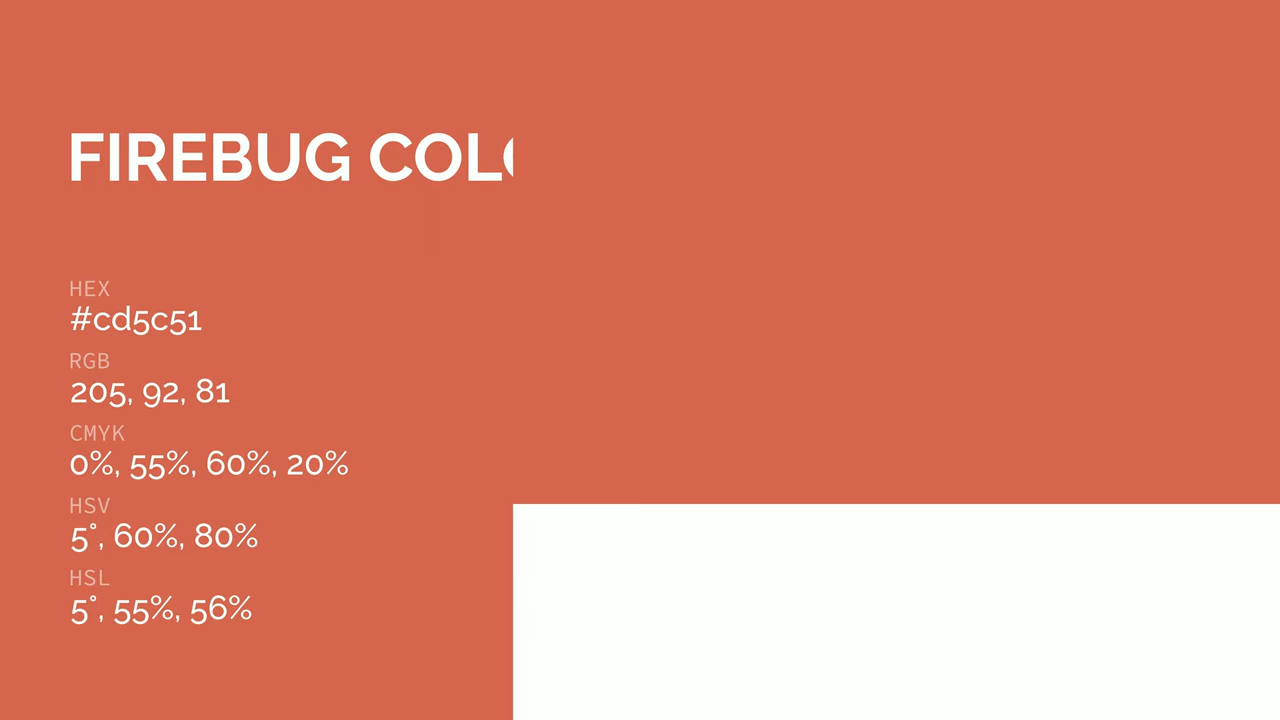 FIREBUG COL
HEX
#cd5c51
RGB
205, 92, 81
CMYK
0%, 55%, 60%, 20%
HSV
5°, 60%, 80%
HSL
5°, 55%, 56%